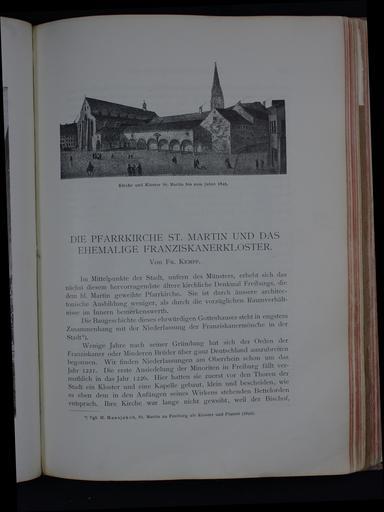 Kirche und Kloster St. Martin bis zum Jahre 1845.
DIE PFARRKIRCHE ST. MARTIN UND DAS
EHEMALIGE FRANZISKANERKLOSTER.
Von Fr. Kempf.
Im Mittelpunkte der Stadt, unfern des Münsters, erhebt sich das
nächst diesem hervorragendste ältere kirchliche Denkmal Freiburgs, die
dem hl. Martin geweihte Pfarrkirche. Sie ist durch äussere architec-
tonische Ausbildung weniger, als durch die vorzüglichen Raumverhält-
nisse im Innern bemerkenswerth.
Die Baugeschichte dieses ehrwürdigen Gotteshauses steht in engstem
Zusammenhang mit der Niederlassung der Franziskanermönche in der
Stadt*).
Wenige Jahre nach seiner Gründung hat sich der Orden der
Franziskaner oder Minderen Brüder über ganz Deutschland auszubreiten
begonnen. Wir finden Niederlassungen am Oberrhein schon um das
Jahr 1221. Die erste Ansiedelung der Minoriten in Freiburg fällt ver-
muthlich in das Jahr 1226. Hier hatten sie zuerst vor den Thoren der
Stadt ein Kloster und eine Kapelle gebaut, klein und bescheiden, wie
es eben dem in den Anfängen seines Wirkens stehenden Bettelorden
entsprach. Ihre Kirche war lange nicht geweiht, weil der Bischof,
*) Vgl. H. Hansjakob, St. Martin zu Freiburg als Kloster und Pfarrei (1890).